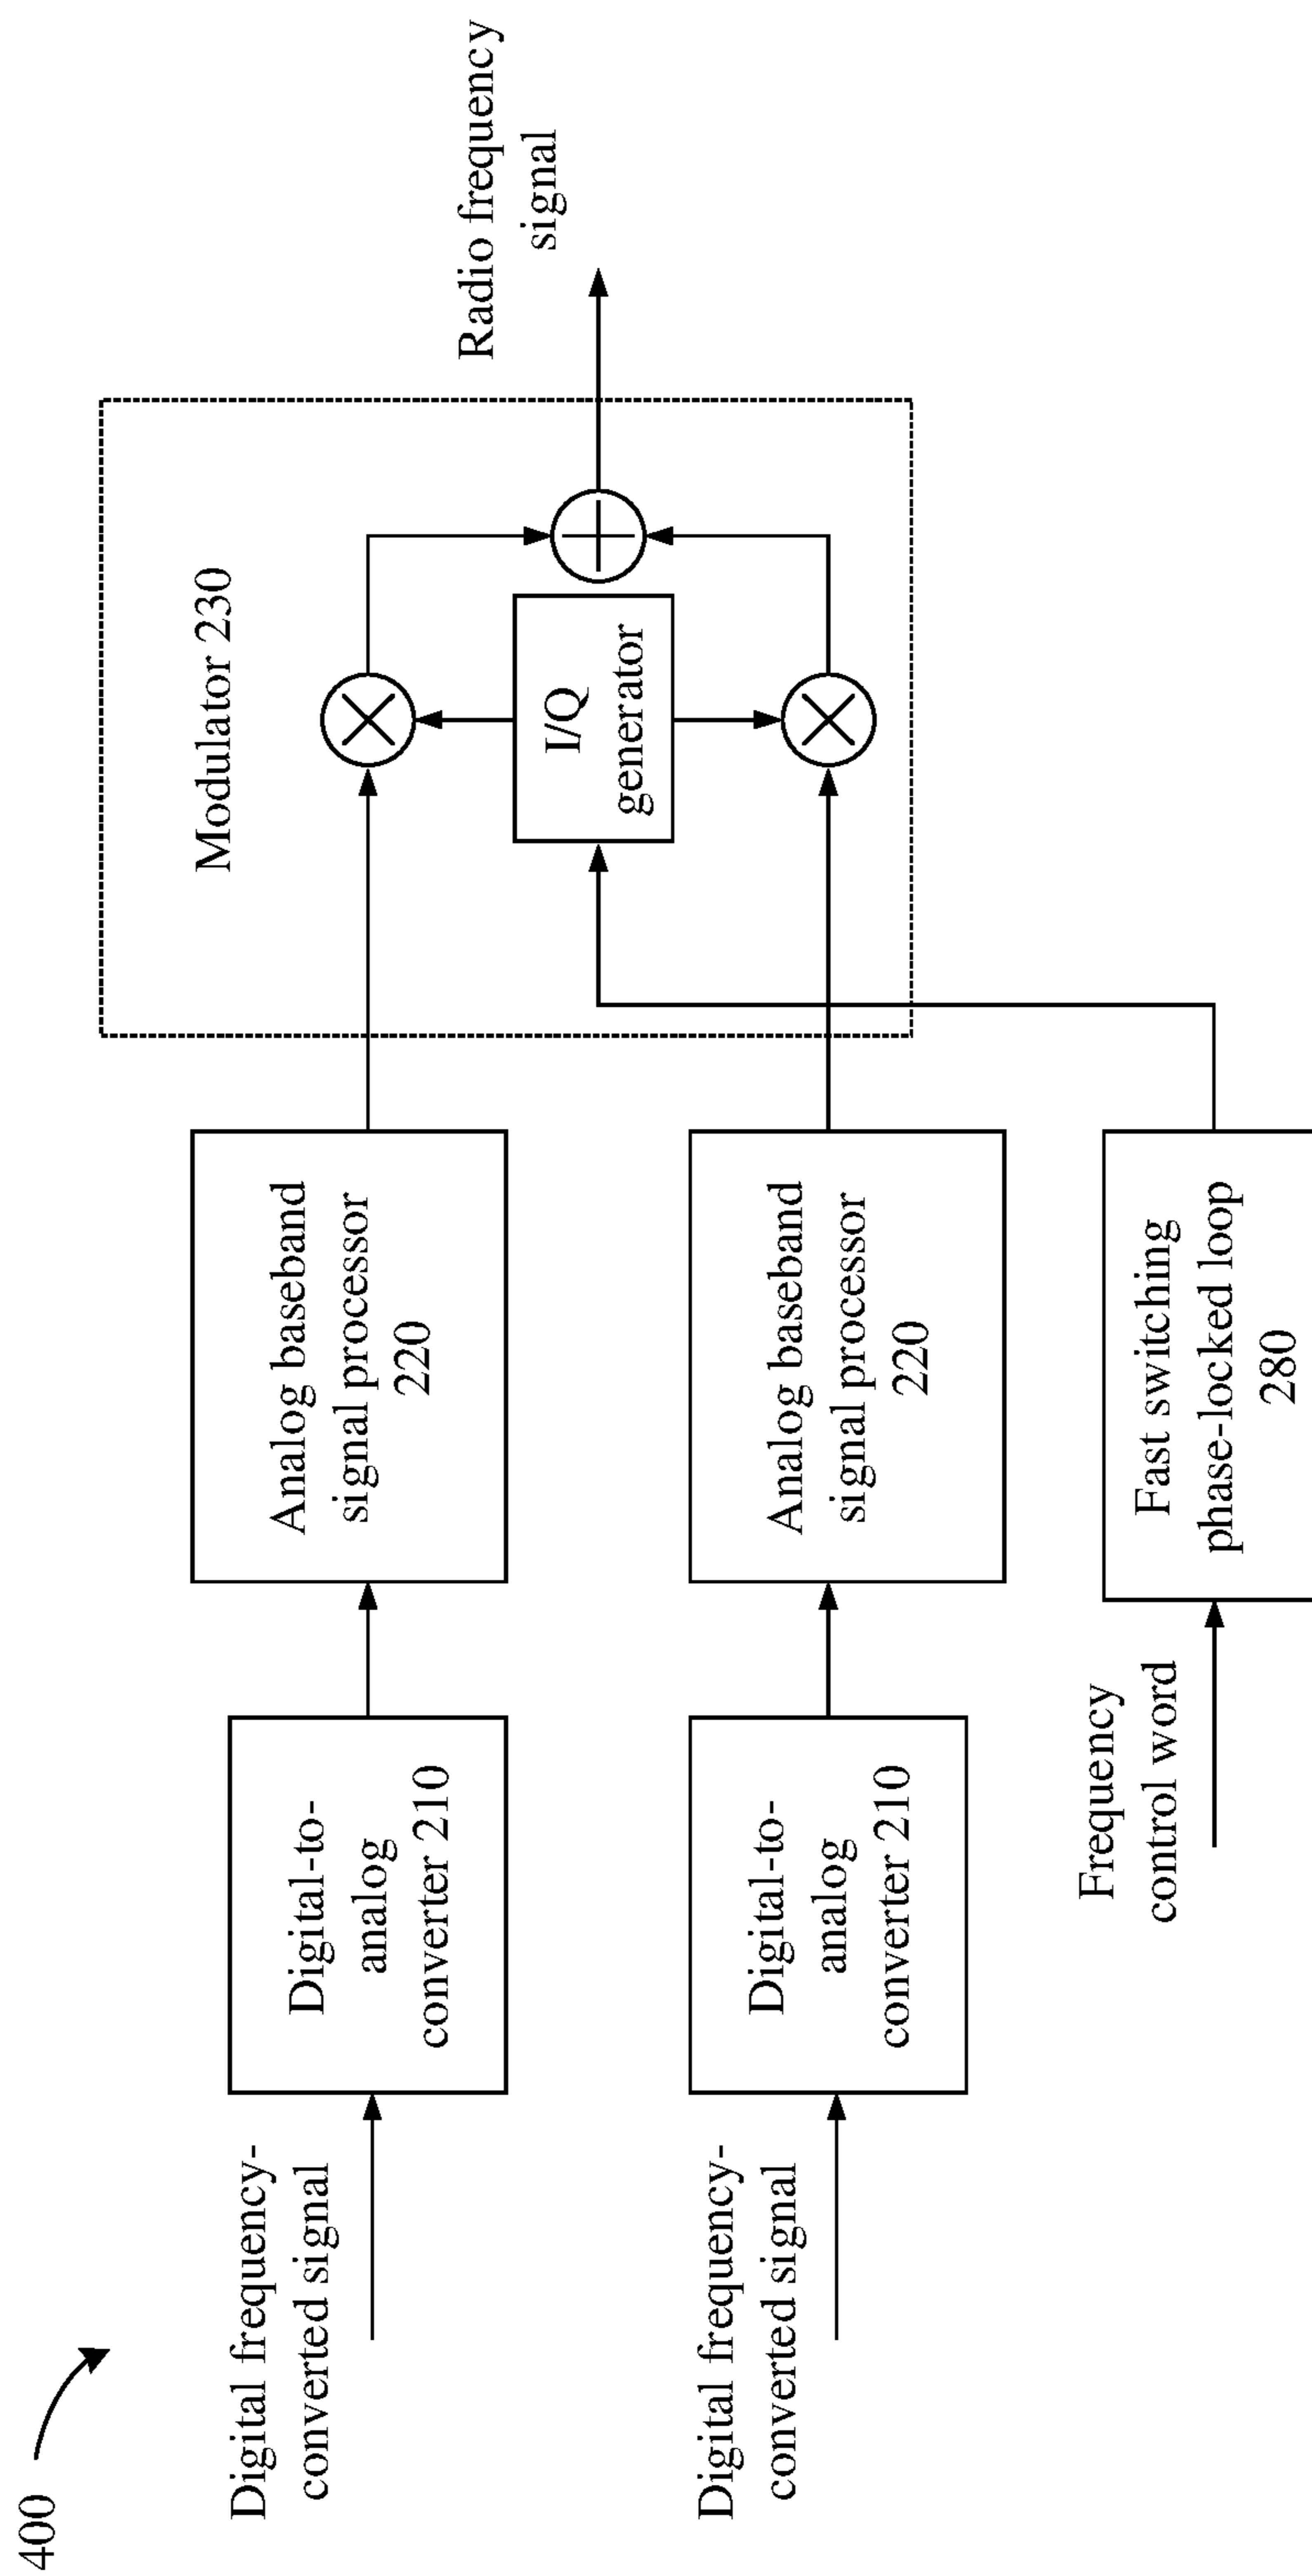 400
Digital frequency-
converted signal
Digital-to-
analog
converter 210
Analog baseband
signal processor
220
Modulator 230
I/Q
generator
Radio frequency
signal
Digital frequency-
converted signal
Digital-to-
analog
converter 210
Analog baseband
signal processor
220
Frequency
control word
Fast switching
phase-locked loop
280